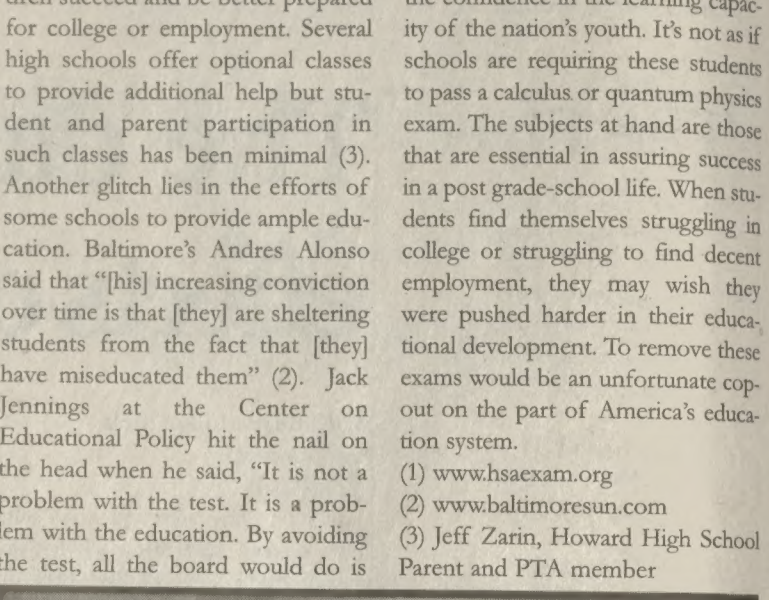 succeed and be better prepared
for college or employment. Several
high schools offer optional classes
to provide additional help but stu-
dent and parent participation in
such classes has been minimal (3).
Another glitch lies in the efforts of
some schools to provide ample edu-
cation. Baltimore's Andres Alonso
said that "[his] increasing conviction
over time is that [they] are sheltering
students from the fact that [they]
have miseducated them" (2). Jack
Jennings at the Center on
Educational Policy hit the nail on
the head when he said, "It is not a
problem with the test. It is a prob-
lem with the education. By avoiding
the test, all the board would do is
the confidence in the learning capac-
ity of the nation's youth. It's not as if
schools are requiring these students
to pass a calculus or quantum physics
exam. The subjects at hand are those
that are essential in assuring success
in a post grade-school life. When stu-
dents find themselves struggling in
college or struggling to find decent
employment, they may wish they
were pushed harder in their educa-
tional development. To remove these
exams would be an unfortunate cop-
out on the part of America's educa-
tion system.
(1) www.hsaexam.org
(2) www.baltimoresun.com
(3) Jeff Zarin, Howard High School
Parent and PTA member